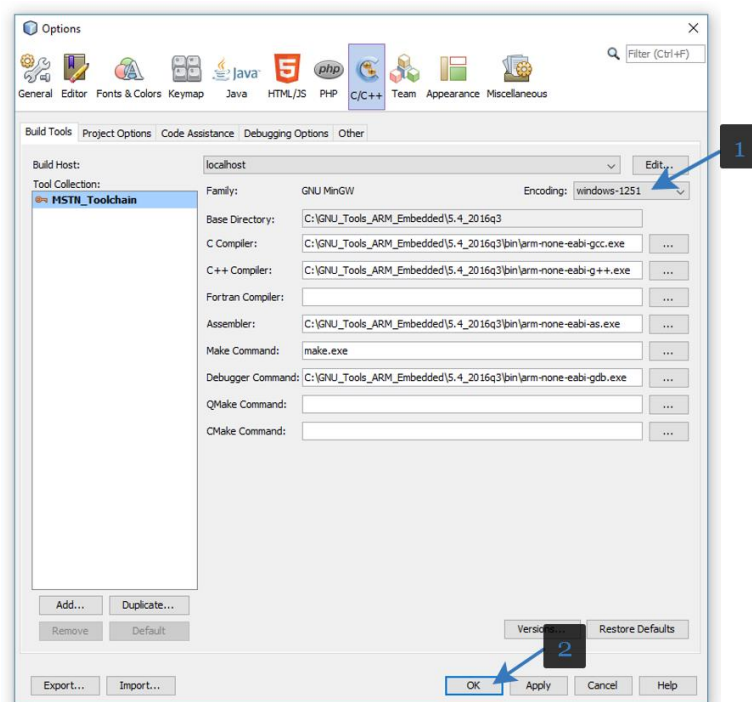 Options
Filter (Ctrl+F)
General Editor Fonts & Colors Keymap Java HTML/JS PHP C/C++ Team Appearance Miscellaneous
Build Tools Project Options Code Assistance Debugging Options Other
1
Build Host: localhost Edit...
Tool Collection:
MSTN_Toolchain
Family: GNU MinGW Encoding: windows-1251
Base Directory: C:\GNU_Tools_ARM_Embedded\5.4_2016q3
C Compiler: C:\GNU_Tools_ARM_Embedded\5.4_2016q3\bin\arm-none-eabi-gcc.exe ...
C++ Compiler: C:\GNU_Tools_ARM_Embedded\5.4_2016q3\bin\arm-none-eabi-g++.exe ...
Fortran Compiler: ...
Assembler: C:\GNU_Tools_ARM_Embedded\5.4_2016q3\bin\arm-none-eabi-as.exe ...
Make Command: make.exe ...
Debugger Command: C:\GNU_Tools_ARM_Embedded\5.4_2016q3\bin\arm-none-eabi-gdb.exe ...
QMake Command: ...
CMake Command: ...
Add... Duplicate...
Remove Default
Versions... Restore Defaults
2
Export... Import... OK Apply Cancel Help